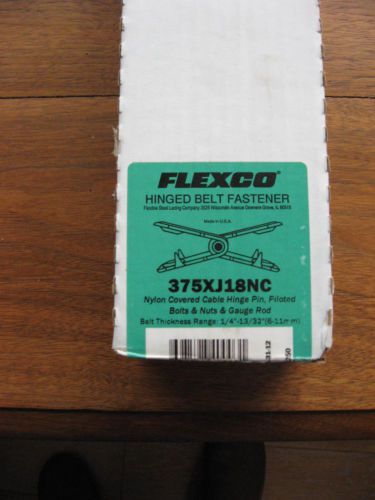 FLEXCO®
HINGED BELT FASTENER
Flexible Steel Lacing Company 2525 Wisconsin Avenue Downers Grove, IL 60515
Made in U.S.A.
375XJ18NC
Nylon Covered Cable Hinge Pin, Piloted
Bolts & Nuts & Gauge Rod
Belt Thickness Range: 1/4"-13/32"(6-11mm)